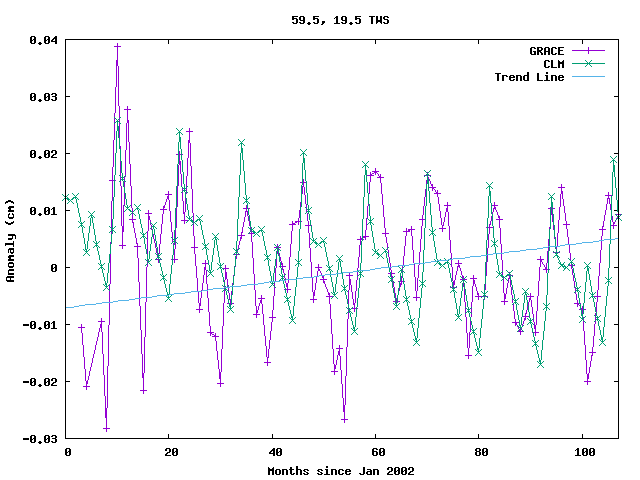 59.5, 19.5 TWS
GRACE
CLM
Trend Line
Anomaly (cm)
0.04
0.03
0.02
0.01
0
-0.01
-0.02
-0.03
0 20 40 60 80 100
Months since Jan 2002